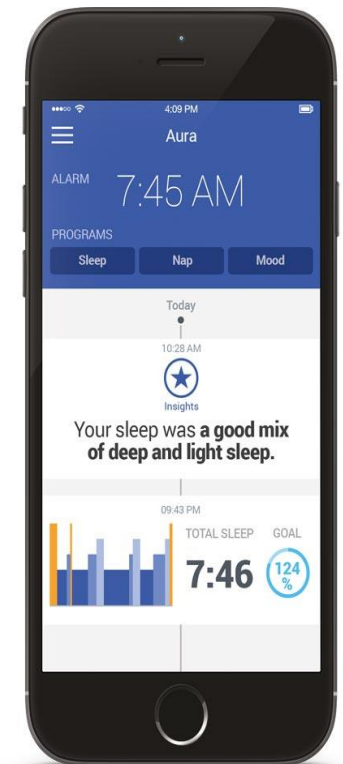 4:09 PM
Aura
ALARM
7:45 AM
PROGRAMS
Sleep Nap Mood
Today
10:28 AM
Insights
Your sleep was a good mix
of deep and light sleep.
09:43 PM
TOTAL SLEEP GOAL
7:46 124
%